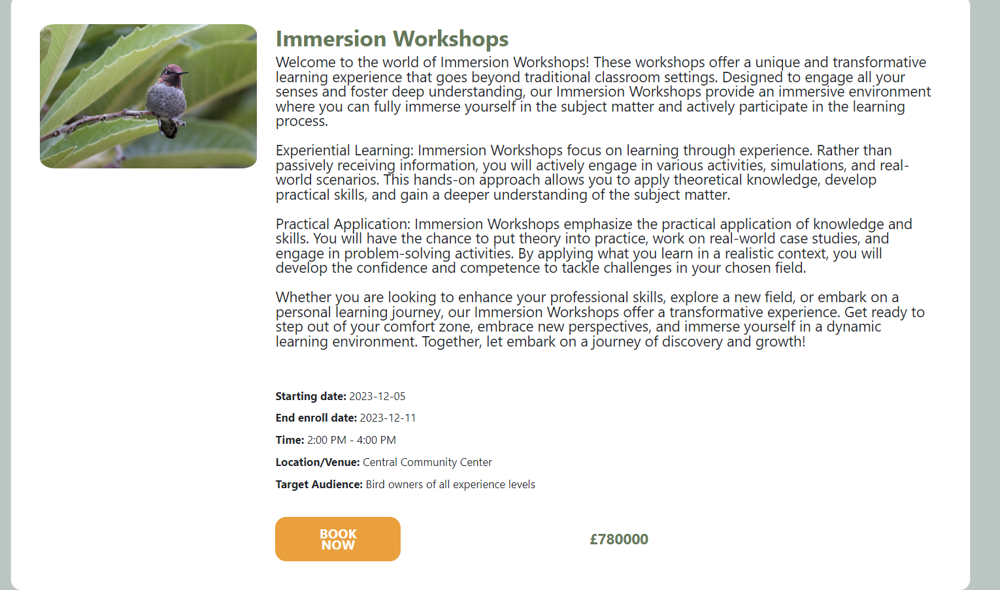 Immersion Workshops
Welcome to the world of Immersion Workshops! These workshops offer a unique and transformative
learning experience that goes beyond traditional classroom settings. Designed to engage all your
senses and foster deep understanding, our Immersion Workshops provide an immersive environment
where you can fully immerse yourself in the subject matter and actively participate in the learning
process.
Experiential Learning: Immersion Workshops focus on learning through experience. Rather than
passively receiving information, you will actively engage in various activities, simulations, and real-
world scenarios. This hands-on approach allows you to apply theoretical knowledge, develop
practical skills, and gain a deeper understanding of the subject matter.
Practical Application: Immersion Workshops emphasize the practical application of knowledge and
skills. You will have the chance to put theory into practice, work on real-world case studies, and
engage in problem-solving activities. By applying what you learn in a realistic context, you will
develop the confidence and competence to tackle challenges in your chosen field.
Whether you are looking to enhance your professional skills, explore a new field, or embark on a
personal learning journey, our Immersion Workshops offer a transformative experience. Get ready to
step out of your comfort zone, embrace new perspectives, and immerse yourself in a dynamic
learning environment. Together, let embark on a journey of discovery and growth!
Starting date: 2023-12-05
End enroll date: 2023-12-11
Time: 2:00 PM - 4:00 PM
Location/Venue: Central Community Center
Target Audience: Bird owners of all experience levels
BOOK
NOW
£780000